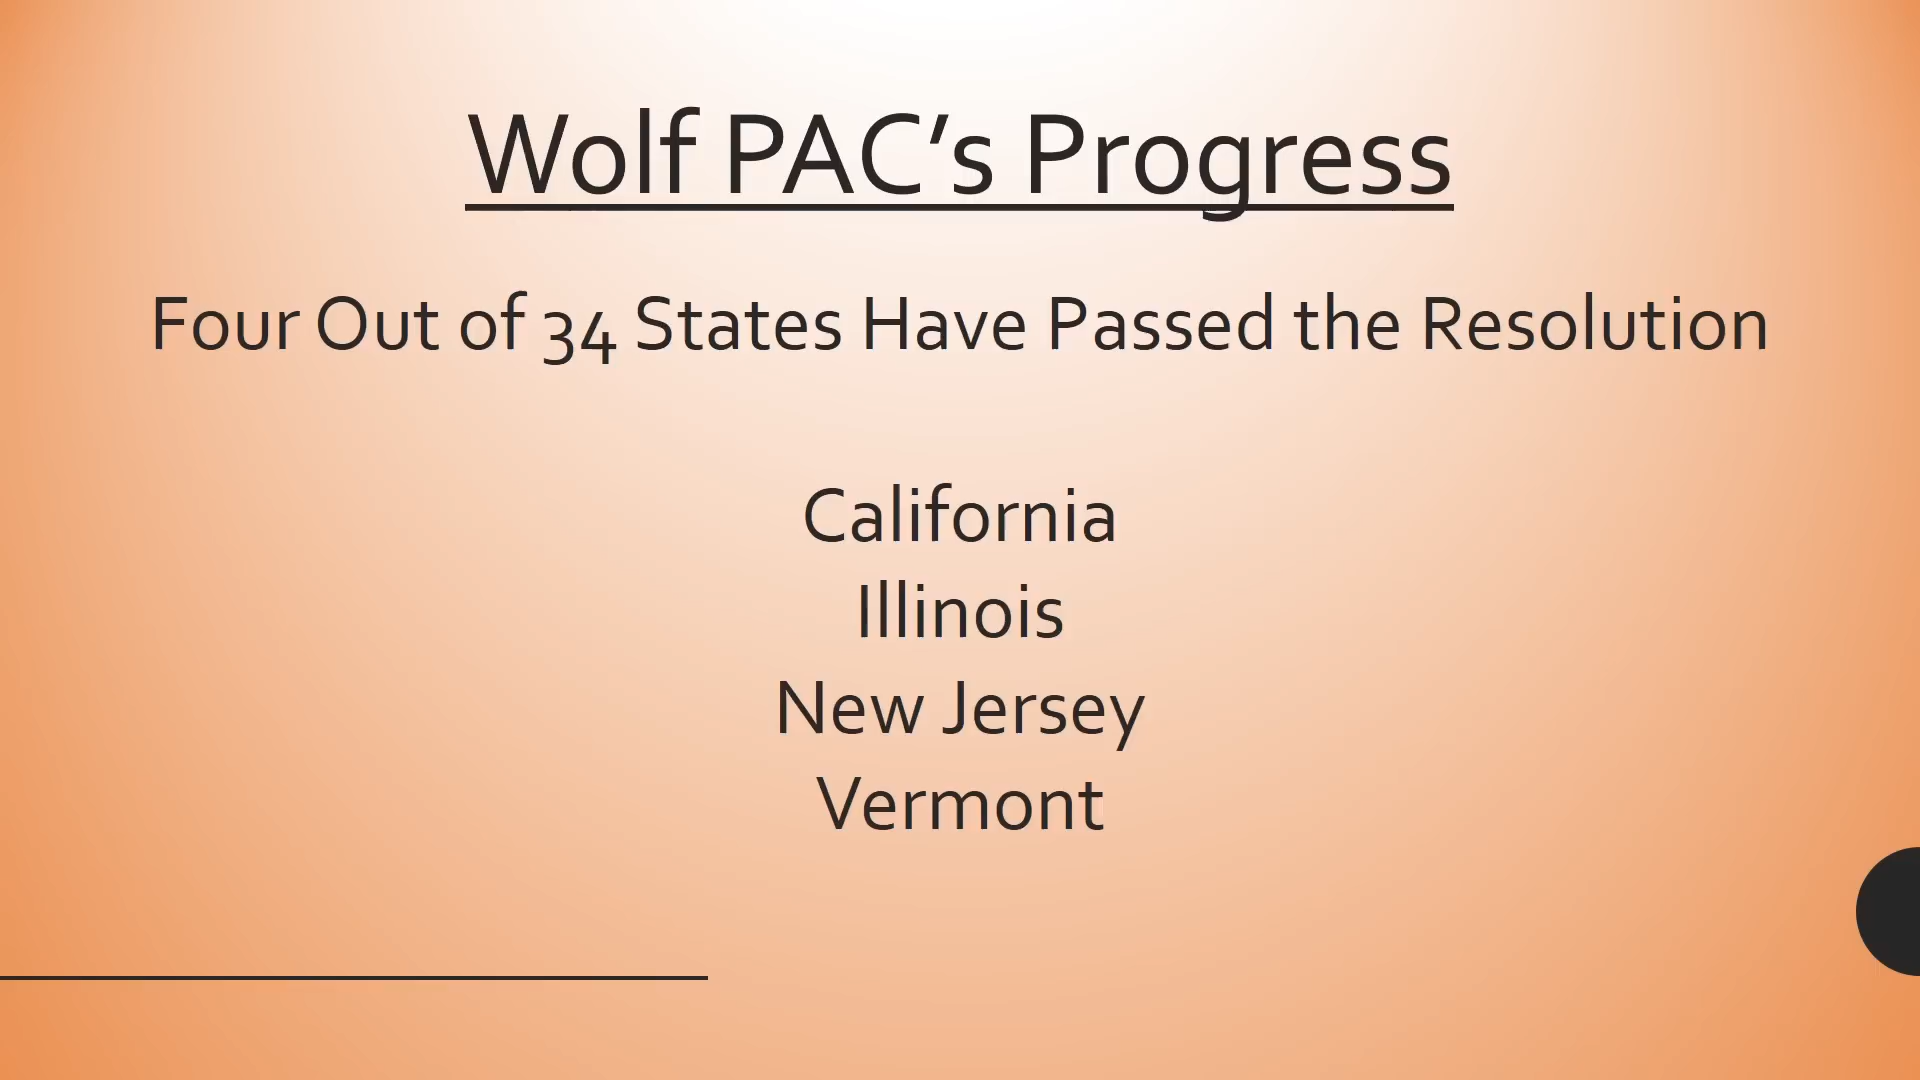 Wolf PAC’s Progress
Four Out of 34 States Have Passed the Resolution
California
Illinois
New Jersey
Vermont